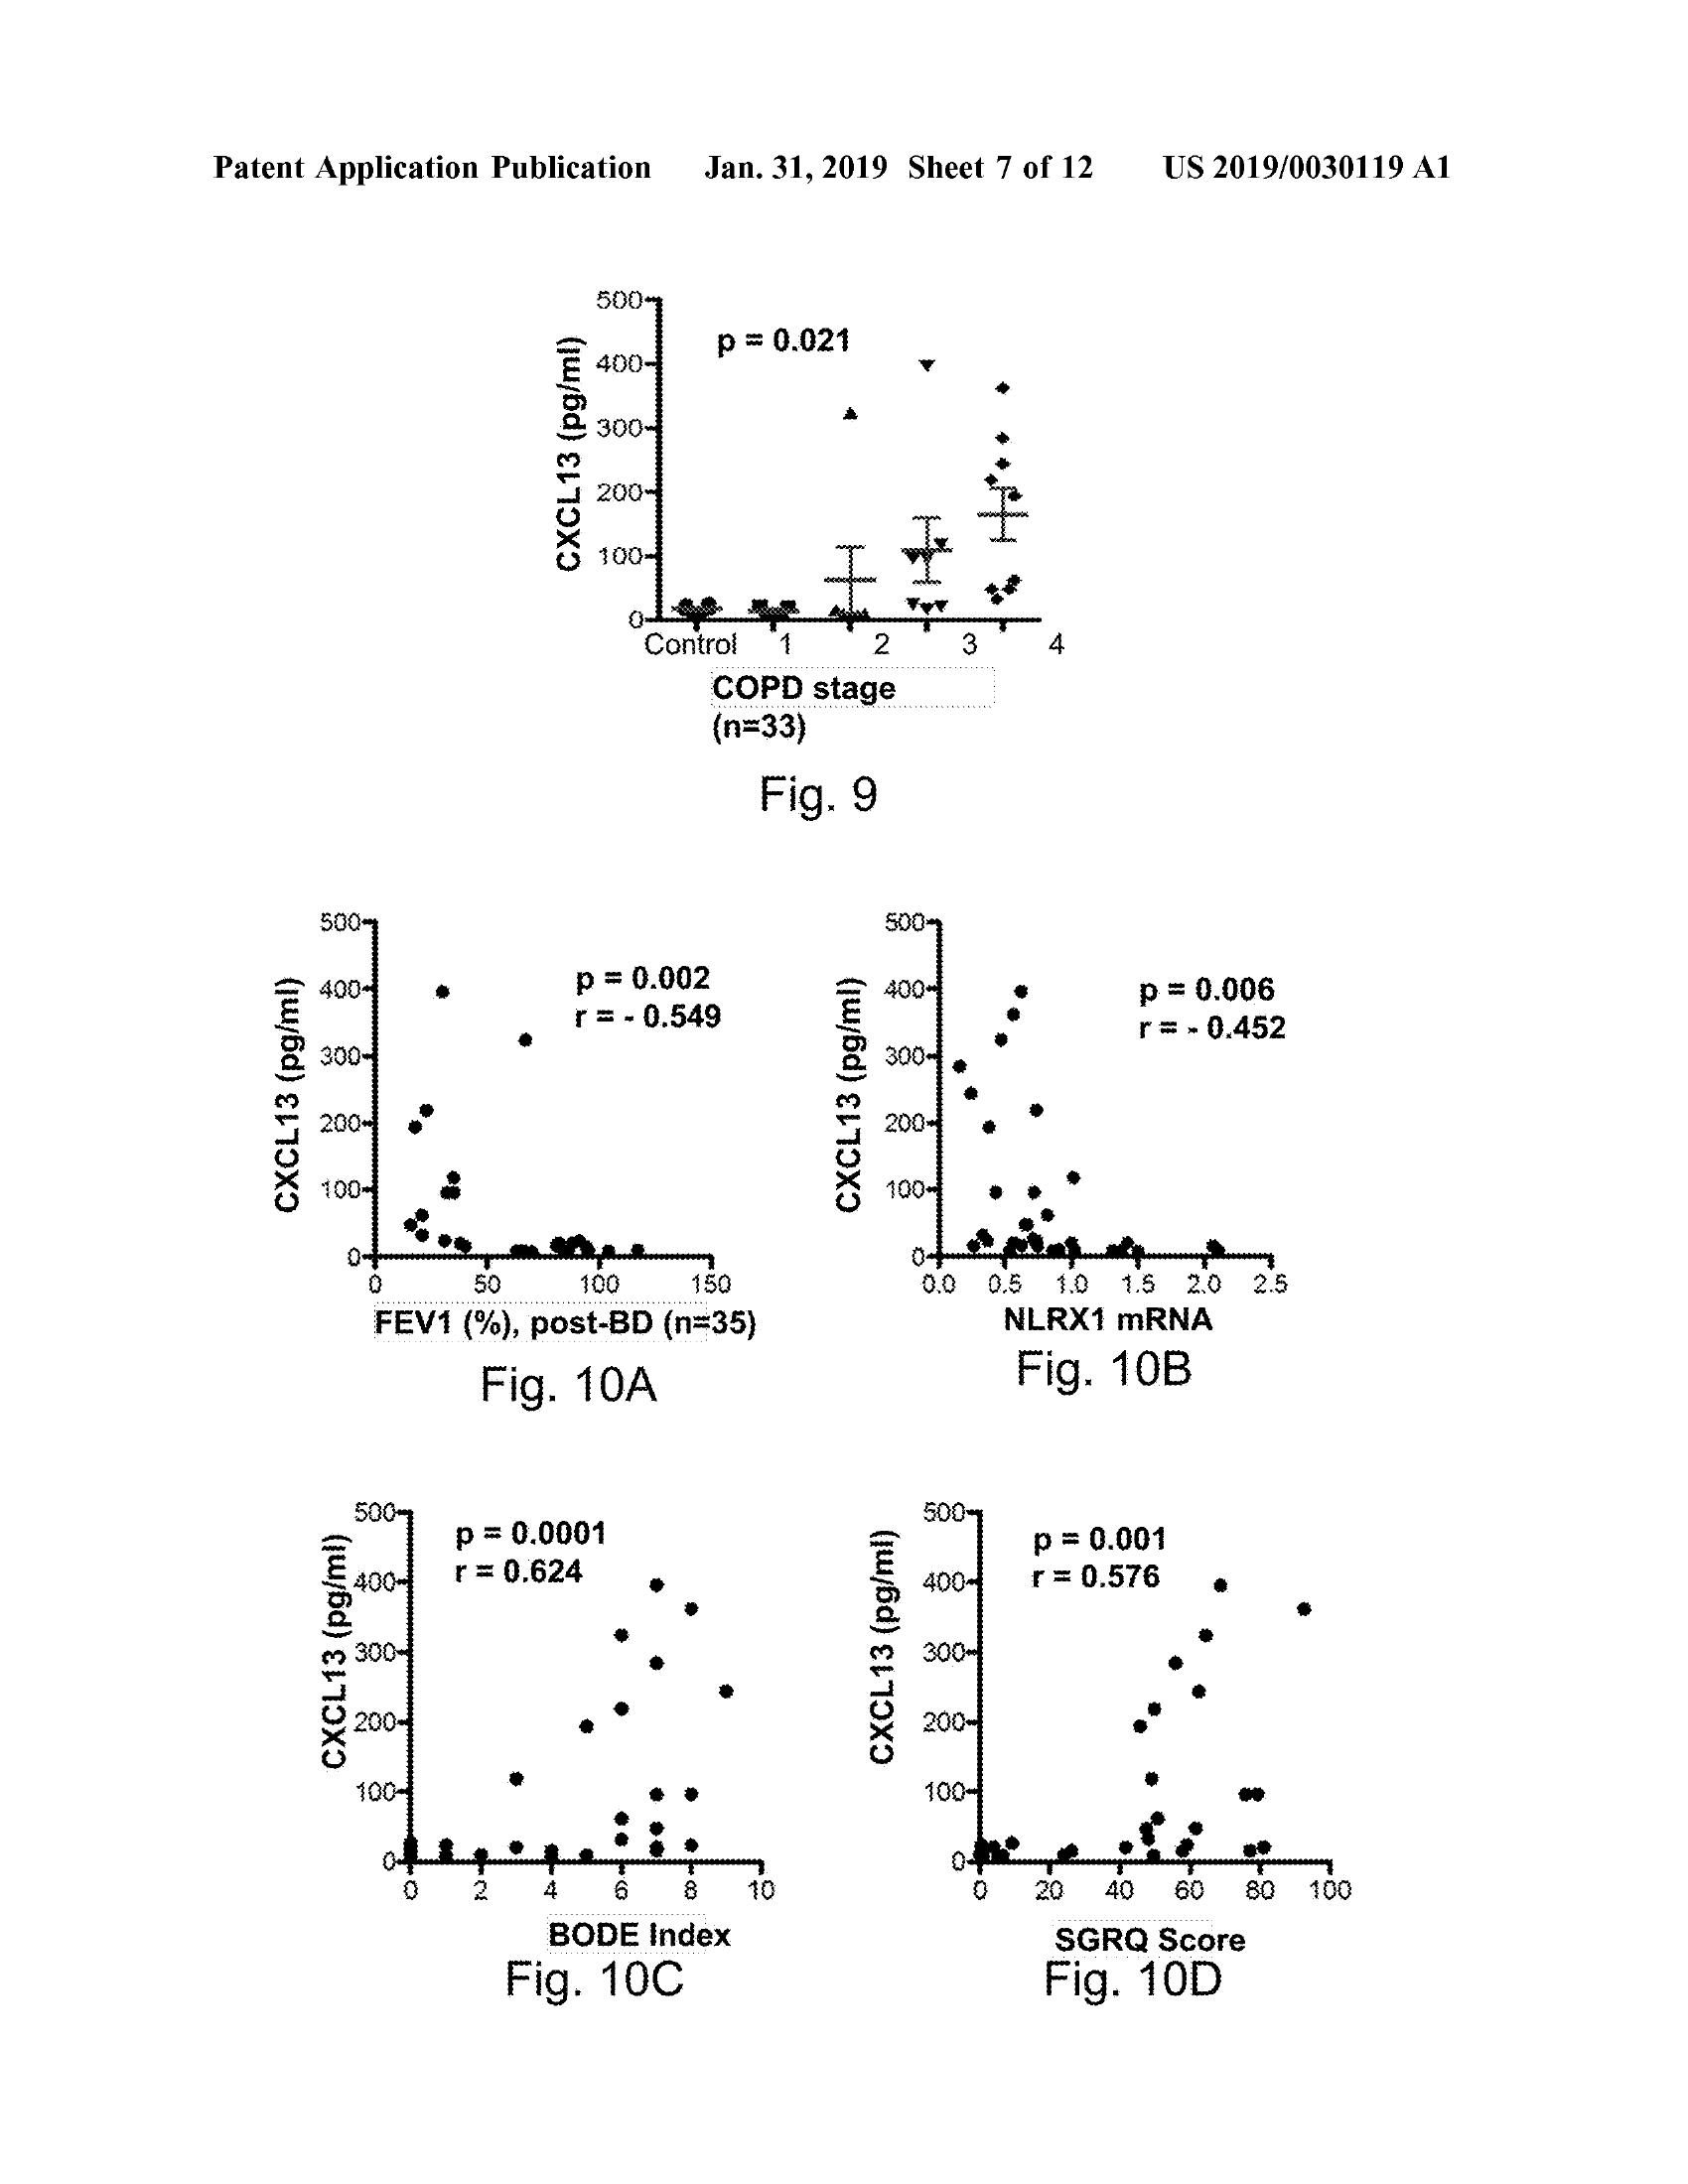 Patent Application Publication Jan. 31, 2019 Sheet 7 of 12 US 2019/0030119 A1
500
400
300
200
100
0
CXCL13 (pg/ml)
p = 0.021
Control 1 2 3 4
COPD stage
(n=33)
Fig. 9
500
400
300
200
100
0
CXCL13 (pg/ml)
p = 0.002
r = - 0.549
0 50 100 150
FEV1 (%), post-BD (n=35)
Fig. 10A
500
400
300
200
100
0
CXCL13 (pg/ml)
p = 0.006
r = - 0.452
0.0 0.5 1.0 1.5 2.0 2.5
NLRX1 mRNA
Fig. 10B
500
400
300
200
100
0
CXCL13 (pg/ml)
p = 0.0001
r = 0.624
0 2 4 6 8 10
BODE Index
Fig. 10C
500
400
300
200
100
0
CXCL13 (pg/ml)
p = 0.001
r = 0.576
0 20 40 60 80 100
SGRQ Score
Fig. 10D